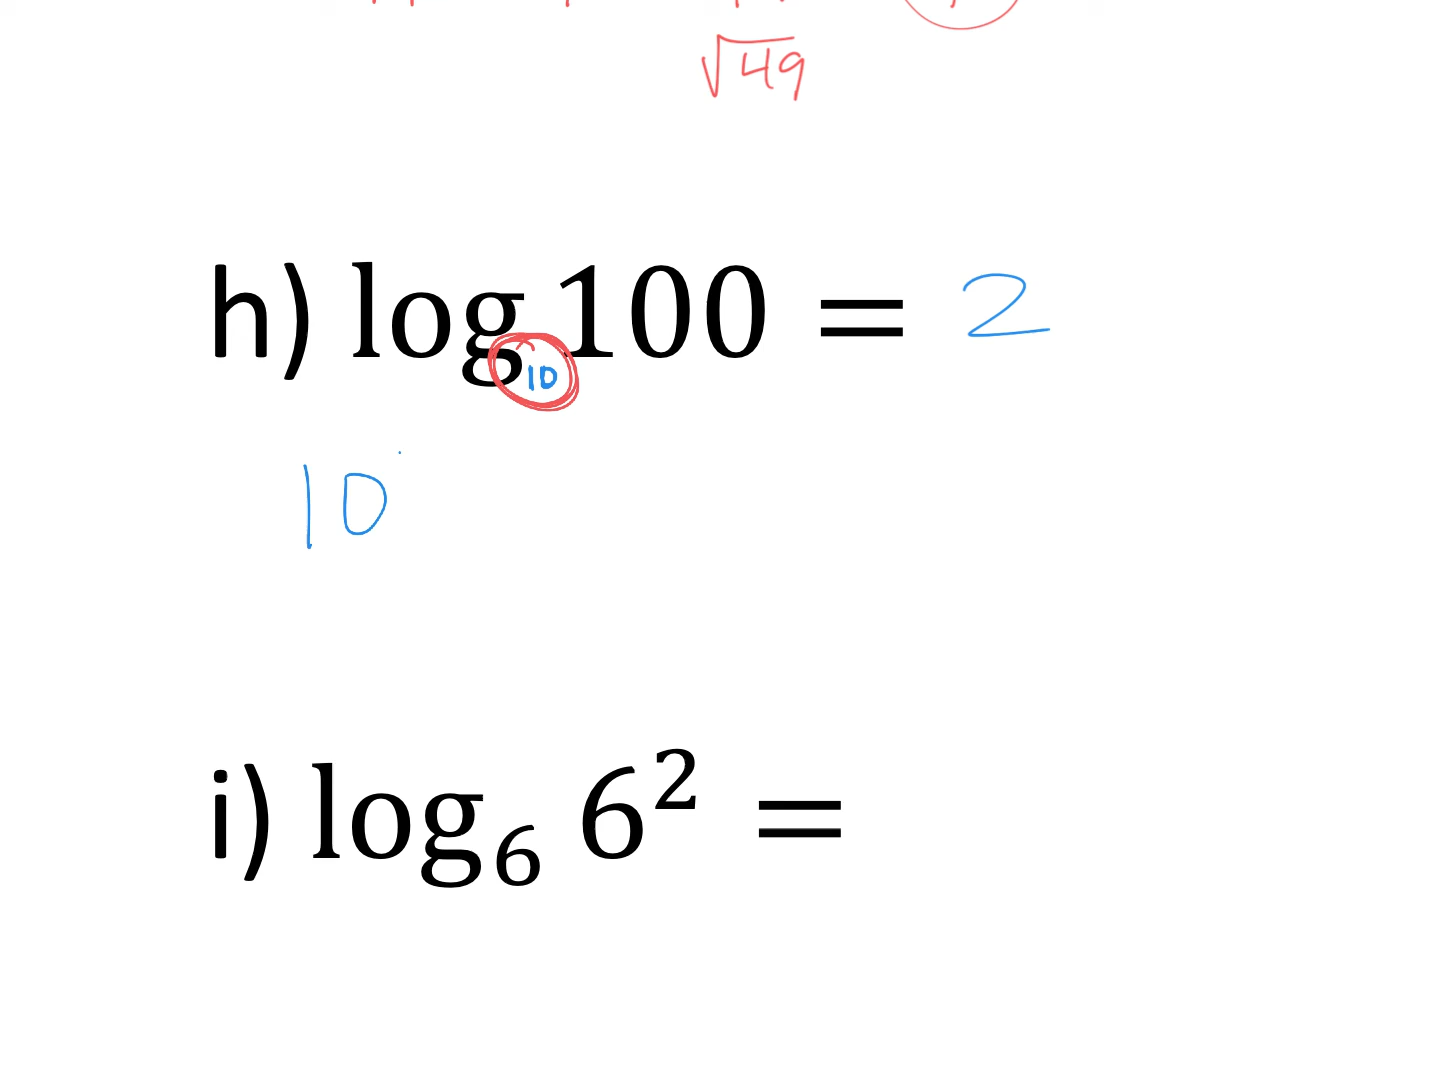 √49
h) log₁₀ 100 = 2
10
i) log₆ 6² =